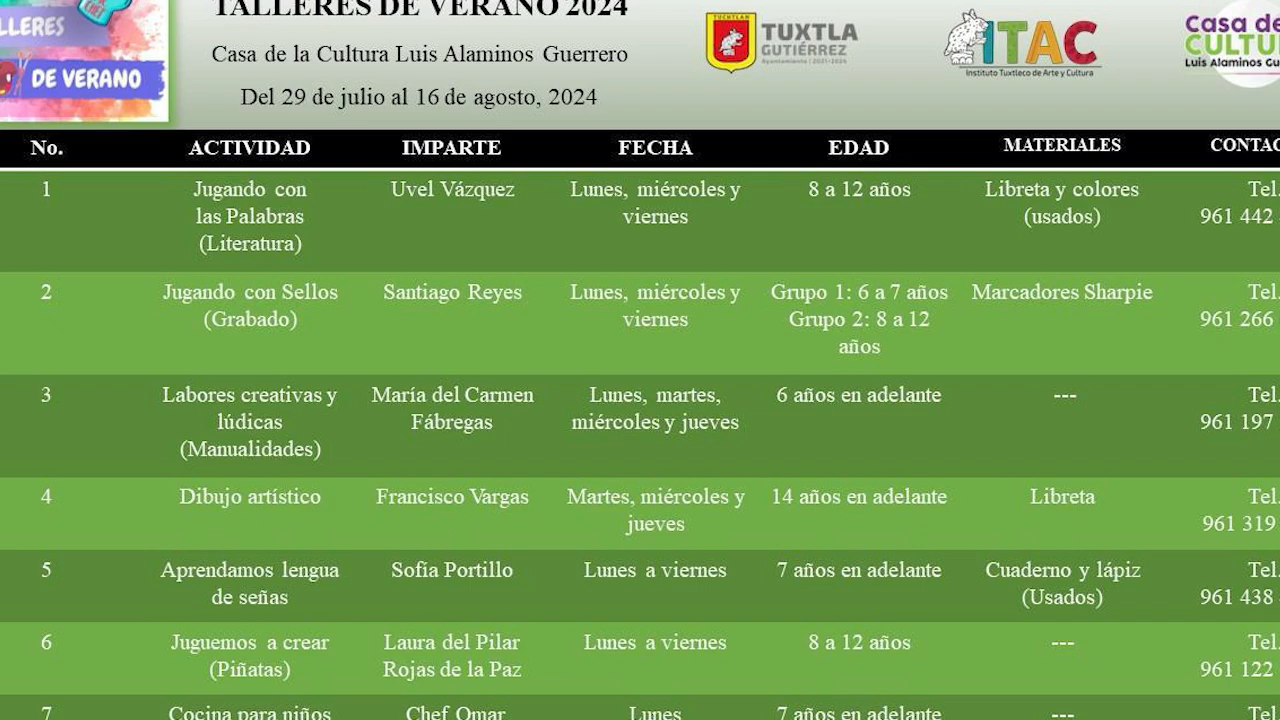 TALLERES DE VERANO 2024
Casa de la Cultura Luis Alaminos Guerrero
Del 29 de julio al 16 de agosto, 2024
LLERES
DE VERANO
TUCHTLAN
TUXTLA
GUTIÉRREZ
Ayuntamiento | 2021-2024
ITAC
Instituto Tuxtleco de Arte y Cultura
Casa de
CULTU
Luis Alaminos Gu
No. ACTIVIDAD IMPARTE FECHA EDAD MATERIALES CONTAC
1 Jugando con Uvel Vázquez Lunes, miércoles y 8 a 12 años Libreta y colores Tel.
las Palabras viernes (usados) 961 442
(Literatura)
2 Jugando con Sellos Santiago Reyes Lunes, miércoles y Grupo 1: 6 a 7 años Marcadores Sharpie Tel.
(Grabado) viernes Grupo 2: 8 a 12 961 266
años
3 Labores creativas y María del Carmen Lunes, martes, 6 años en adelante --- Tel.
lúdicas Fábregas miércoles y jueves 961 197
(Manualidades)
4 Dibujo artístico Francisco Vargas Martes, miércoles y 14 años en adelante Libreta Tel.
jueves 961 319
5 Aprendamos lengua Sofía Portillo Lunes a viernes 7 años en adelante Cuaderno y lápiz Tel.
de señas (Usados) 961 438
6 Juguemos a crear Laura del Pilar Lunes a viernes 8 a 12 años --- Tel.
(Piñatas) Rojas de la Paz 961 122
7 Cocina para niños Chef Omar Lunes 7 años en adelante --- Tel.